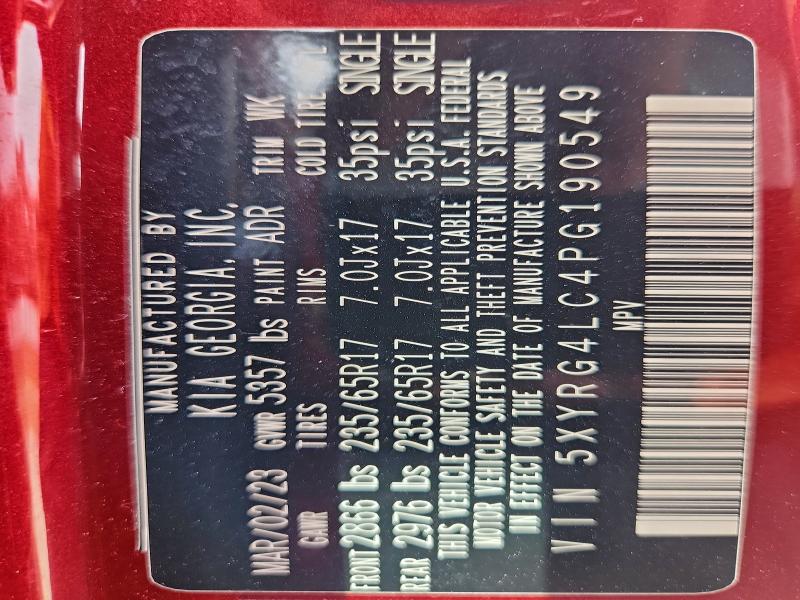 MANUFACTURED BY
KIA GEORGIA, INC.
MAR/02/23 GVWR 5357 lbs PAINT ADR TRIM WK
GAWR TIRES RIMS COLD TIRE
FRONT 2886 lbs 235/65R17 7.0Jx17 35psi SINGLE
REAR 2976 lbs 235/65R17 7.0Jx17 35psi SINGLE
THIS VEHICLE CONFORMS TO ALL APPLICABLE U.S.A. FEDERAL
MOTOR VEHICLE SAFETY AND THEFT PREVENTION STANDARDS
IN EFFECT ON THE DATE OF MANUFACTURE SHOWN ABOVE
VIN 5XYRG4LC4PG190549
MPV